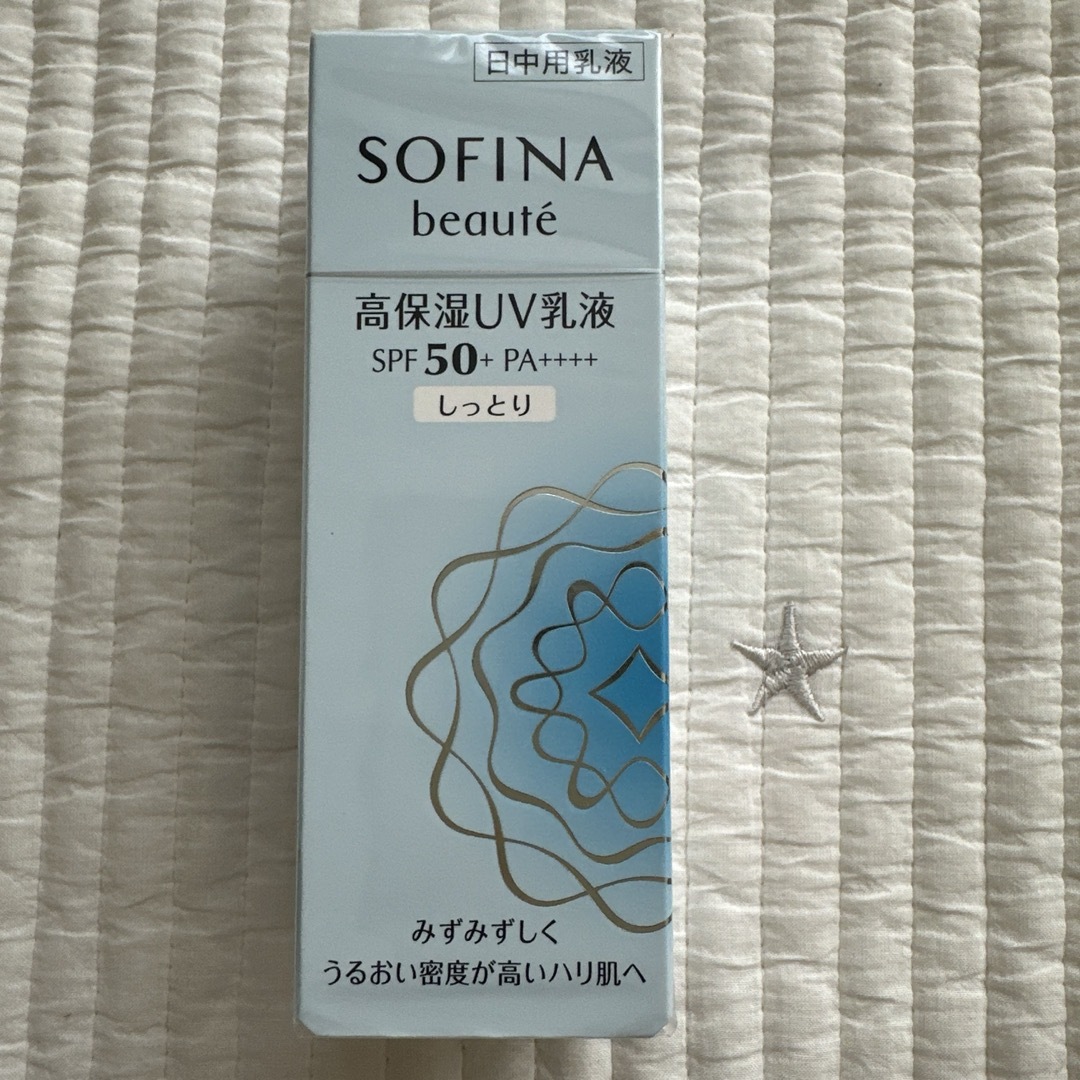 日中用乳液
SOFINA
beauté
高保湿UV乳液
SPF 50+ PA++++
しっとり
みずみずしく
うるおい密度が高いハリ肌へ